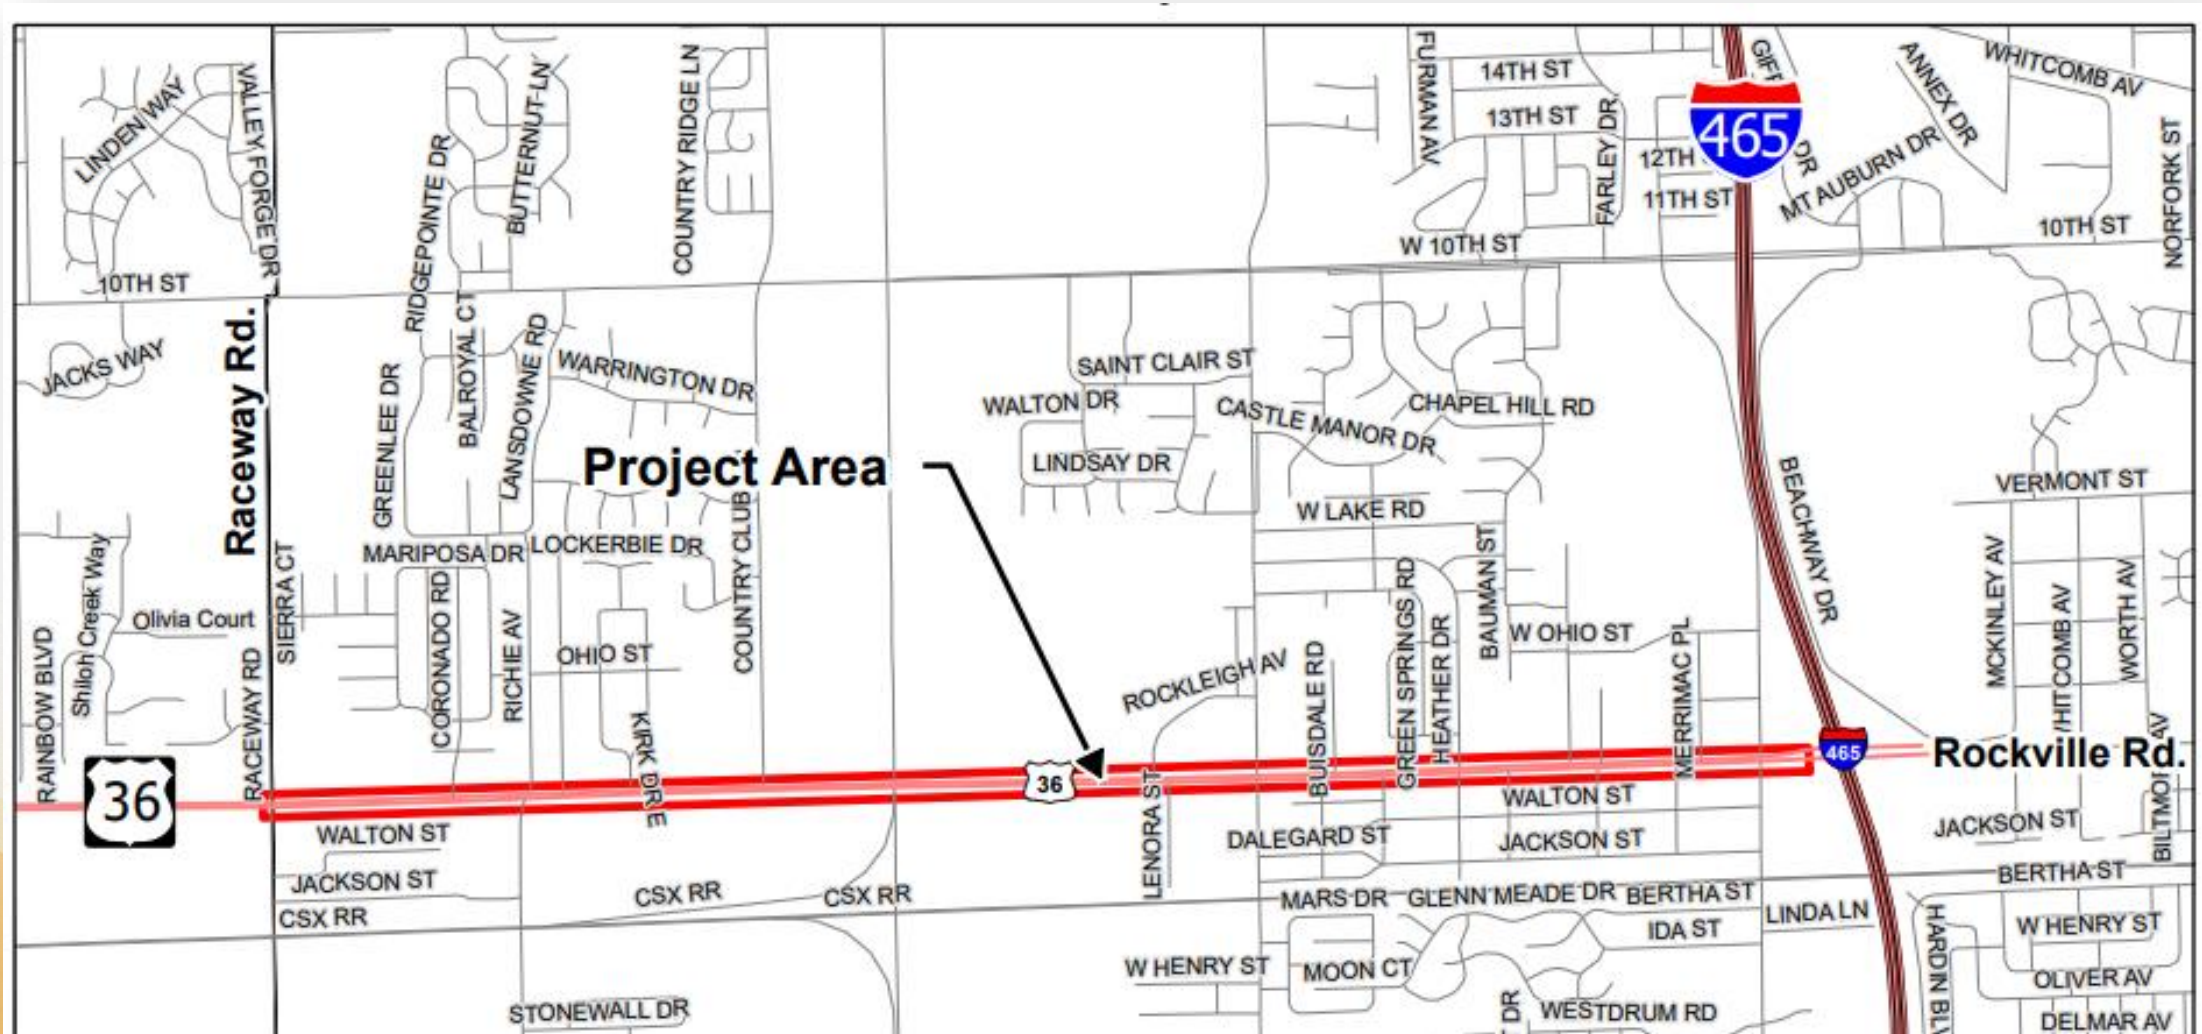 WHITCOMB AV
ANNEX DR
FURMAN AV
14TH ST
13TH ST
FARLEY DR
12TH
11TH ST
465
DR
MT AUBURN DR
NORFORK ST
10TH ST
W 10TH ST
LINDEN WAY
VALLEY FORGE DR
RIDGEPOINTE DR
BUTTERNUT LN
COUNTRY RIDGE LN
10TH ST
JACKS WAY
Raceway Rd.
GREENLEE DR
BALROYAL CT
LANSDOWNE RD
WARRINGTON DR
SAINT CLAIR ST
WALTON DR
CASTLE MANOR DR
CHAPEL HILL RD
LINDSAY DR
Project Area
W LAKE RD
BEACHWAY DR
VERMONT ST
MARIPOSA DR
LOCKERBIE DR
COUNTRY CLUB
SIERRA CT
Shiloh Creek Way
Olivia Court
RAINBOW BLVD
RACEWAY RD
CORONADO RD
RICHIE AV
OHIO ST
KIRK DR E
ROCKLEIGH AV
BUISDALE RD
GREEN SPRINGS RD
HEATHER DR
BAUMAN ST
W OHIO ST
MERRIMAC PL
MCKINLEY AV
WHITCOMB AV
WORTH AV
36
36
465
Rockville Rd.
LENORA ST
WALTON ST
WALTON ST
DALEGARD ST
JACKSON ST
JACKSON ST
JACKSON ST
BERTHA ST
CSX RR
CSX RR
CSX RR
MARS DR
GLENN MEADE DR
BERTHA ST
IDA ST
LINDA LN
W HENRY ST
W HENRY ST
MOON CT
OLIVER AV
STONEWALL DR
DR
WESTDRUM RD
DELMAR AV